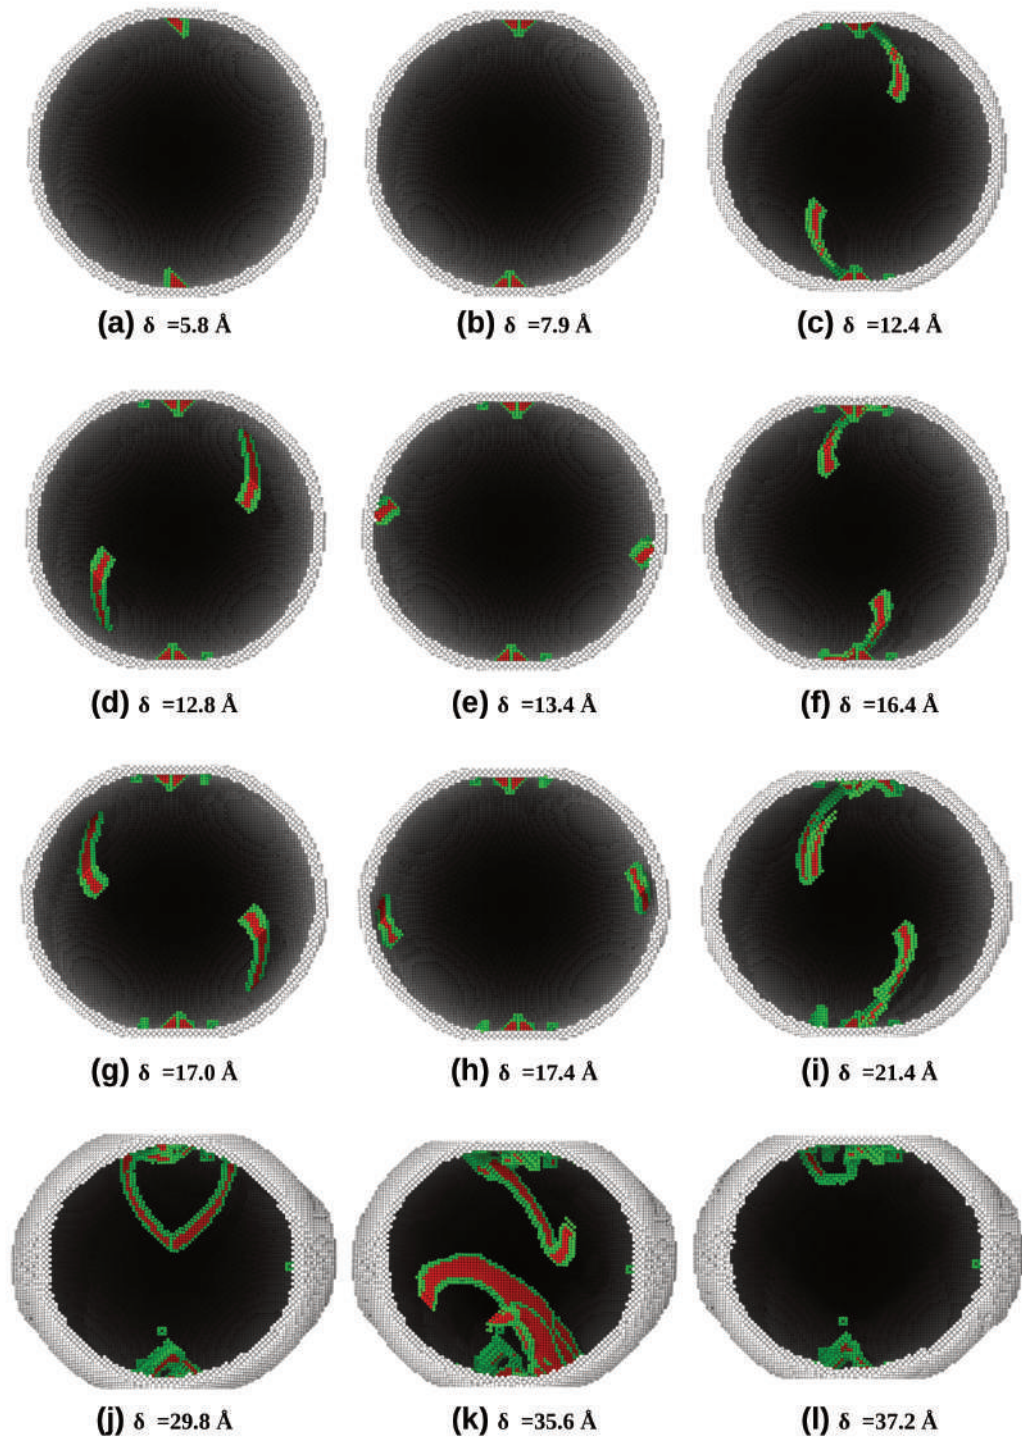 (a) δ =5.8 Å
(b) δ =7.9 Å
(c) δ =12.4 Å
(d) δ =12.8 Å
(e) δ =13.4 Å
(f) δ =16.4 Å
(g) δ =17.0 Å
(h) δ =17.4 Å
(i) δ =21.4 Å
(j) δ =29.8 Å
(k) δ =35.6 Å
(l) δ =37.2 Å